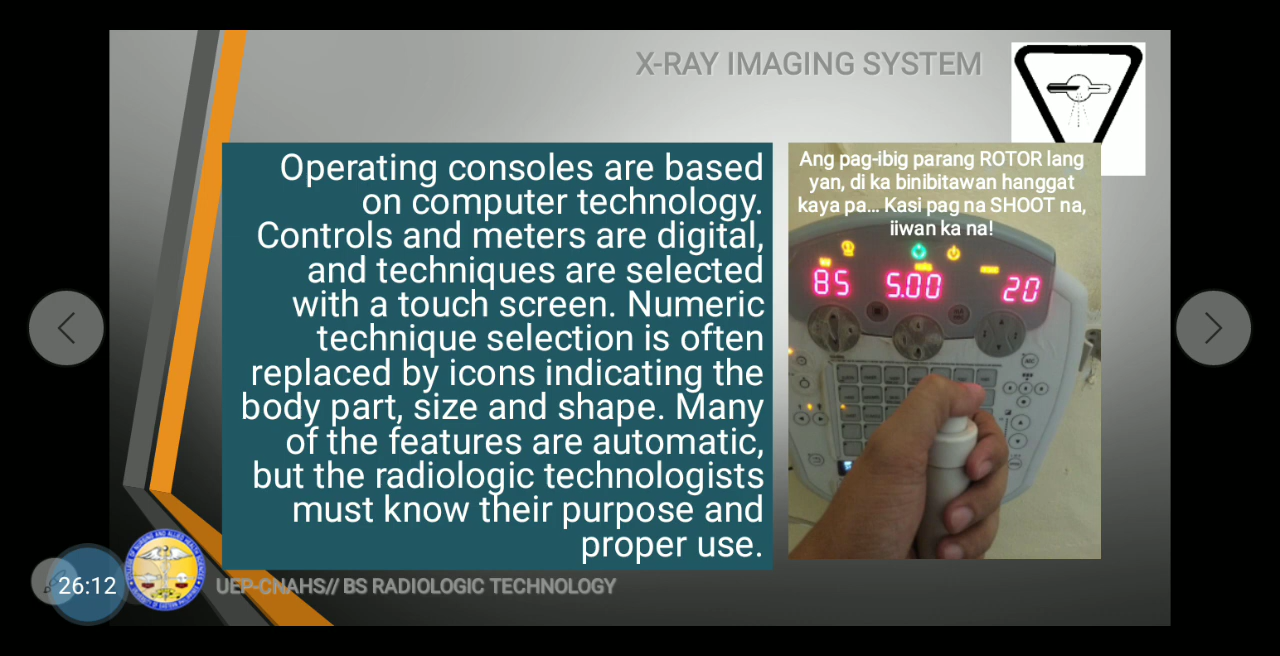 X-RAY IMAGING SYSTEM
Operating consoles are based
on computer technology.
Controls and meters are digital,
and techniques are selected
with a touch screen. Numeric
technique selection is often
replaced by icons indicating the
body part, size and shape. Many
of the features are automatic,
but the radiologic technologists
must know their purpose and
proper use.
Ang pag-ibig parang ROTOR lang
yan, di ka binibitawan hanggat
kaya pa... Kasi pag na SHOOT na,
iiwan ka na!
85 5.00 20
26:12
UEP-CNAHS// BS RADIOLOGIC TECHNOLOGY